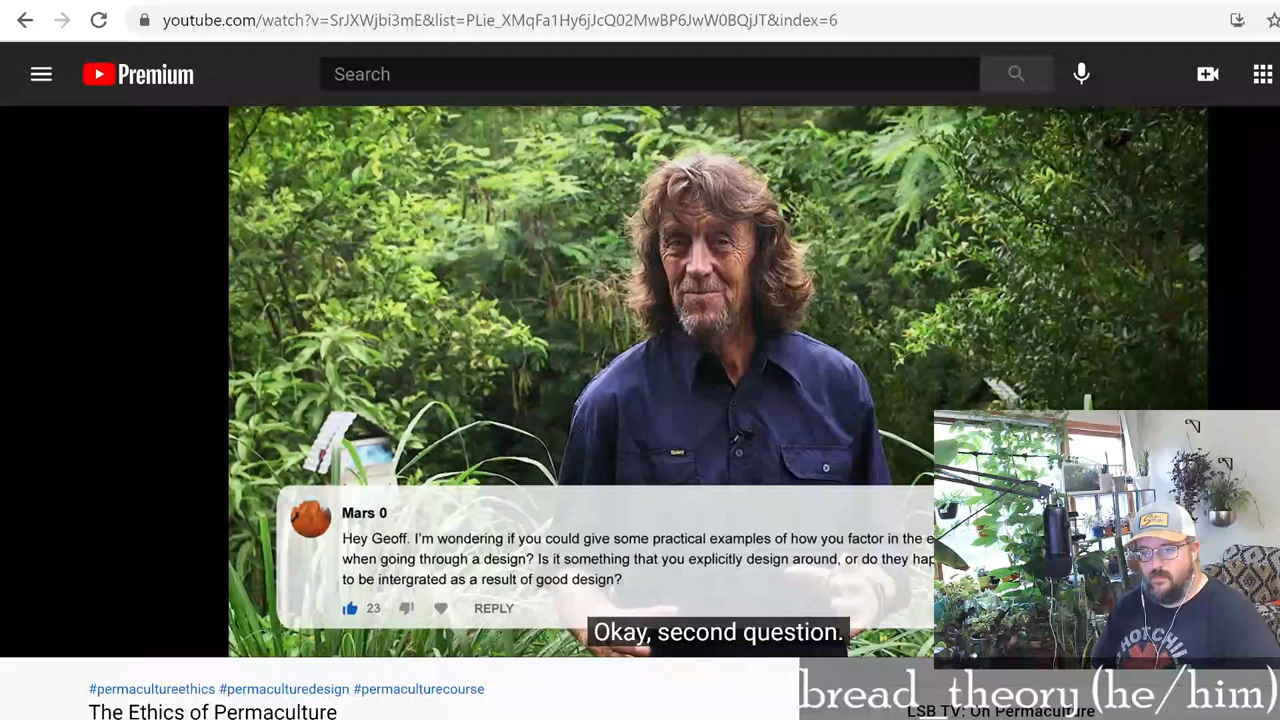 youtube.com/watch?v=SrJXWjbi3mE&list=PLie_XMqFa1Hy6jJcQ02MwBP6JwW0BQjJT&index=6
Premium
Search
Mars 0
Hey Geoff. I'm wondering if you could give some practical examples of how you factor in the e
when going through a design? Is it something that you explicitly design around, or do they hap
to be intergrated as a result of good design?
23
REPLY
Okay, second question.
#permacultureethics #permaculturedesign #permaculturecourse
The Ethics of Permaculture
bread_theory (he/him)
LSB TV: On Permaculture